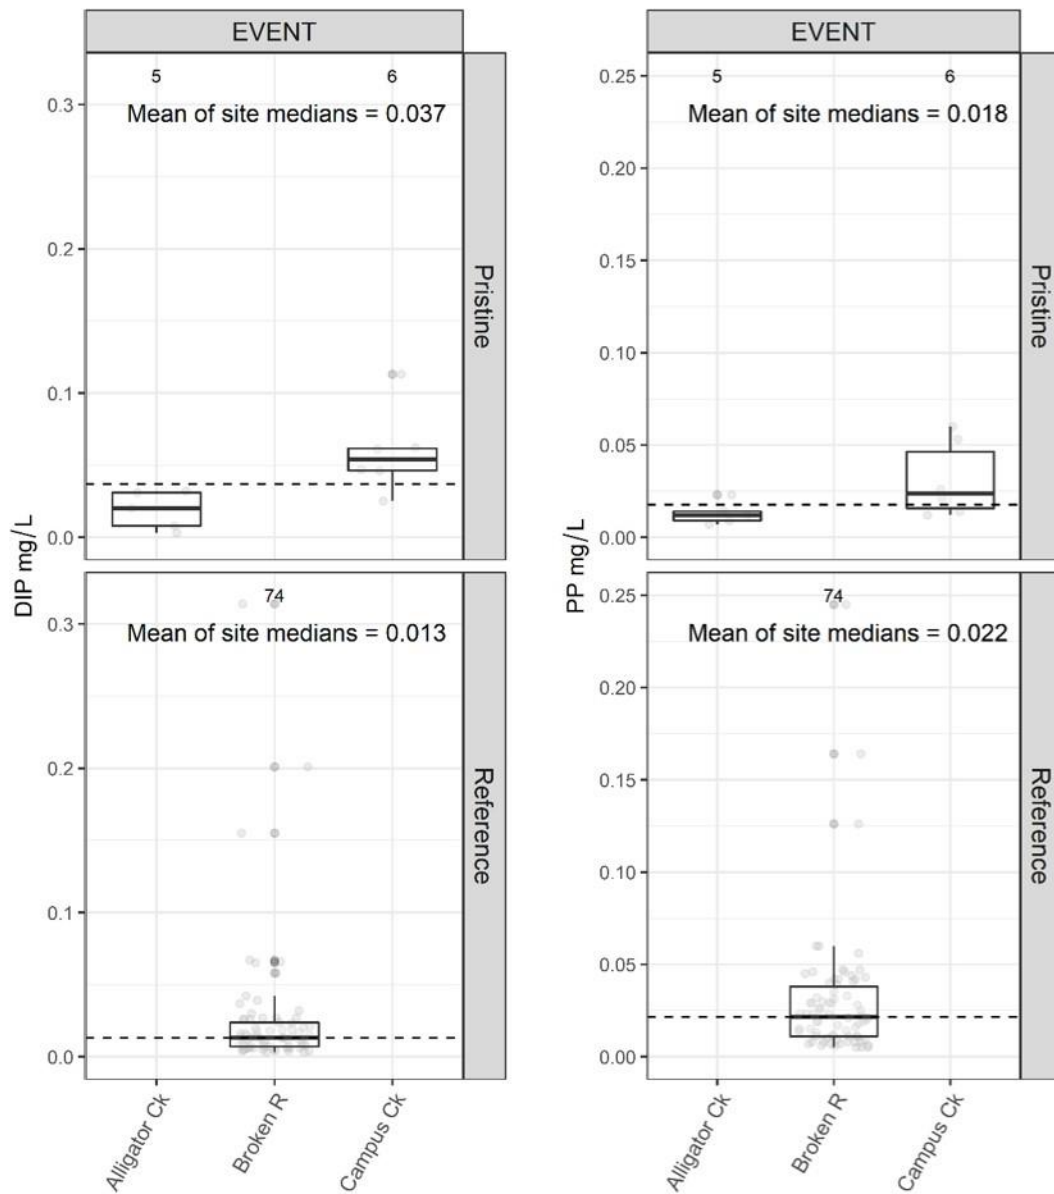 EVENT
5 6
Mean of site medians = 0.037
0.3
0.2
0.1
0.0
Pristine
DIP mg/L
74
Mean of site medians = 0.013
0.3
0.2
0.1
0.0
Reference
Alligator Ck
Broken R
Campus Ck
EVENT
5 6
Mean of site medians = 0.018
0.25
0.20
0.15
0.10
0.05
0.00
Pristine
PP mg/L
74
Mean of site medians = 0.022
0.25
0.20
0.15
0.10
0.05
0.00
Reference
Alligator Ck
Broken R
Campus Ck